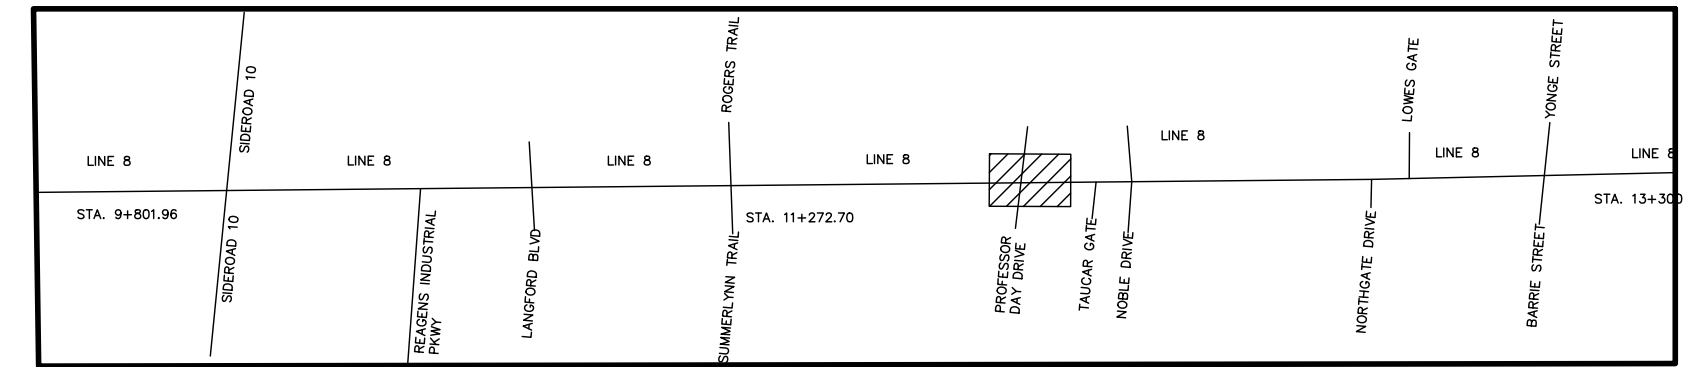 SIDEROAD 10
ROGERS TRAIL
LOWES GATE
YONGE STREET
LINE 8
LINE 8
LINE 8
LINE 8
LINE 8
LINE 8
LINE 8
STA. 9+801.96
STA. 11+272.70
STA. 13+300
SIDEROAD 10
REAGENS INDUSTRIAL
PKWY
LANGFORD BLVD
SUMMERLYNN TRAIL
PROFESSOR
DAY DRIVE
TAUCAR GATE
NOBLE DRIVE
NORTHGATE DRIVE
BARRIE STREET